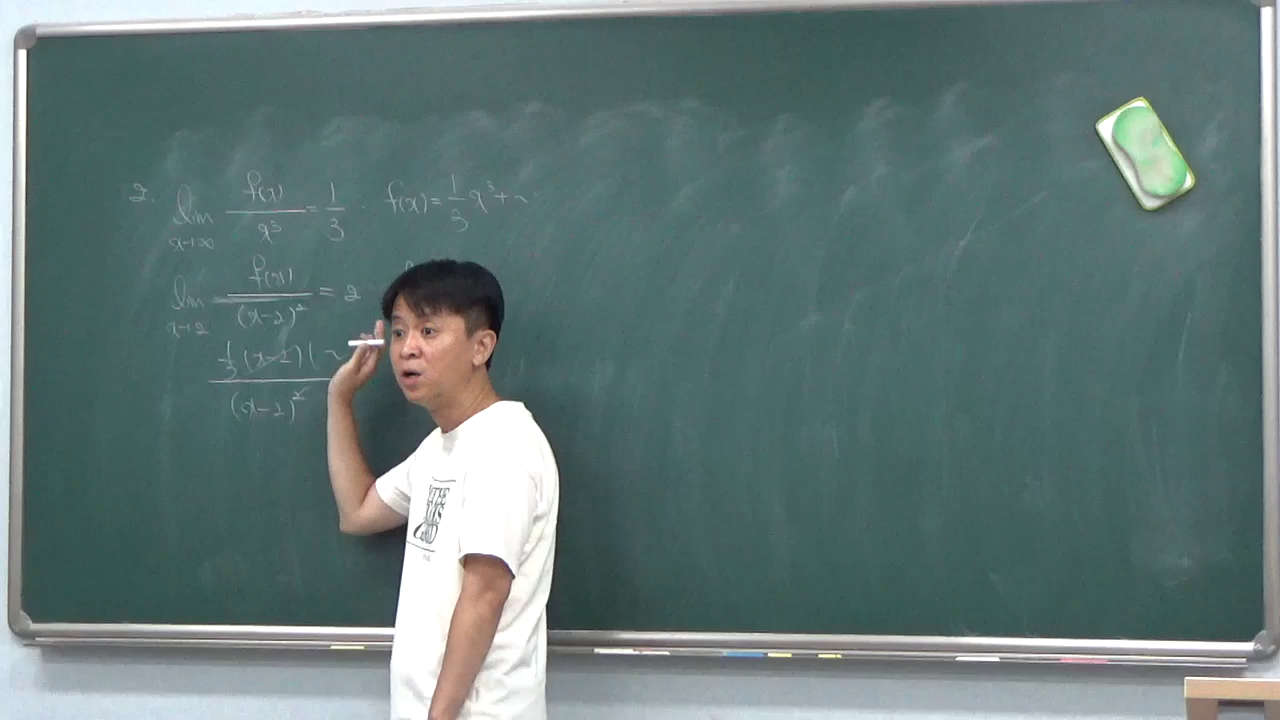 2. lim x→∞ f(x)/x³ = 1/3 ... f(x) = 1/3 x³ + ~
lim x→2 f(x)/(x-2)² = 2
1/3 (x-2)( ~
(x-2)²